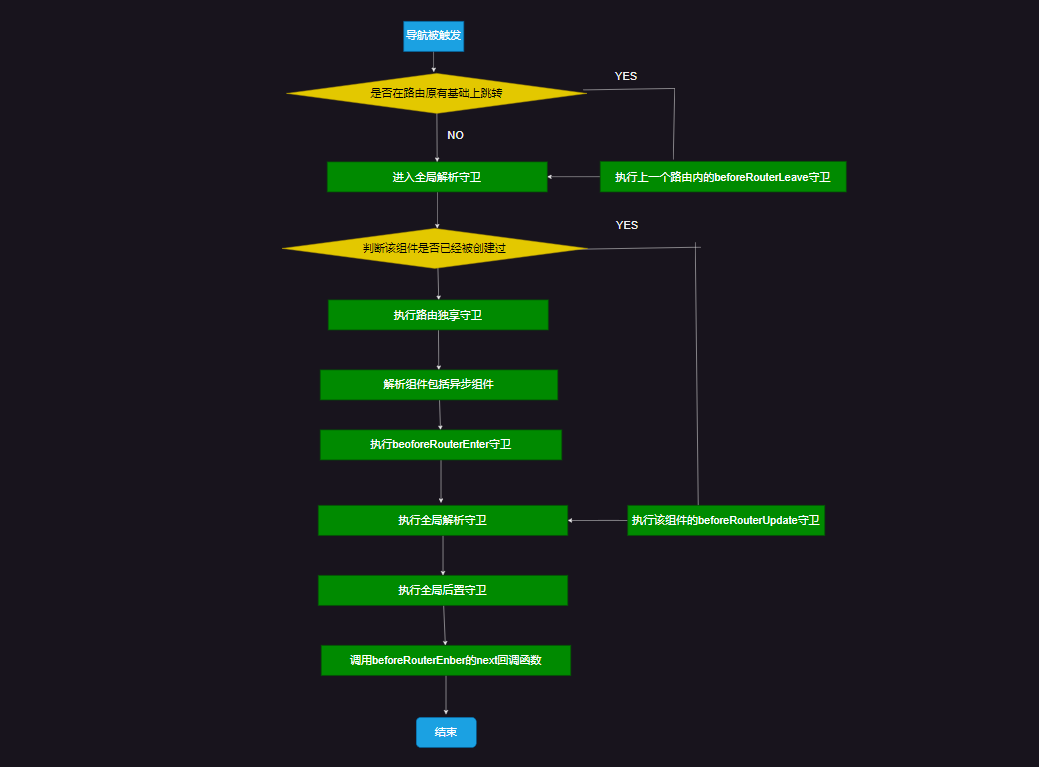 导航被触发
是否在路由原有基础上跳转
YES
NO
进入全局解析守卫
执行上一个路由内的beforeRouterLeave守卫
判断该组件是否已经被创建过
YES
执行路由独享守卫
解析组件包括异步组件
执行beoforeRouterEnter守卫
执行全局解析守卫
执行该组件的beforeRouterUpdate守卫
执行全局后置守卫
调用beforeRouterEnber的next回调函数
结束